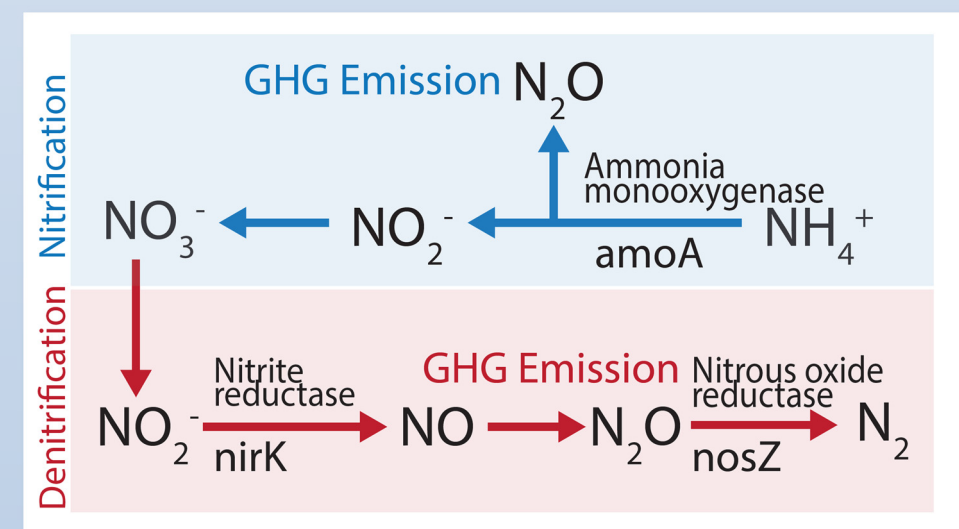 Nitrification
GHG Emission N₂O
Ammonia
monooxygenase
NO₃⁻
NO₂⁻
NH₄⁺
amoA
Denitrification
Nitrite
reductase
GHG Emission
Nitrous oxide
reductase
NO₂⁻
NO
N₂O
N₂
nirK
nosZ